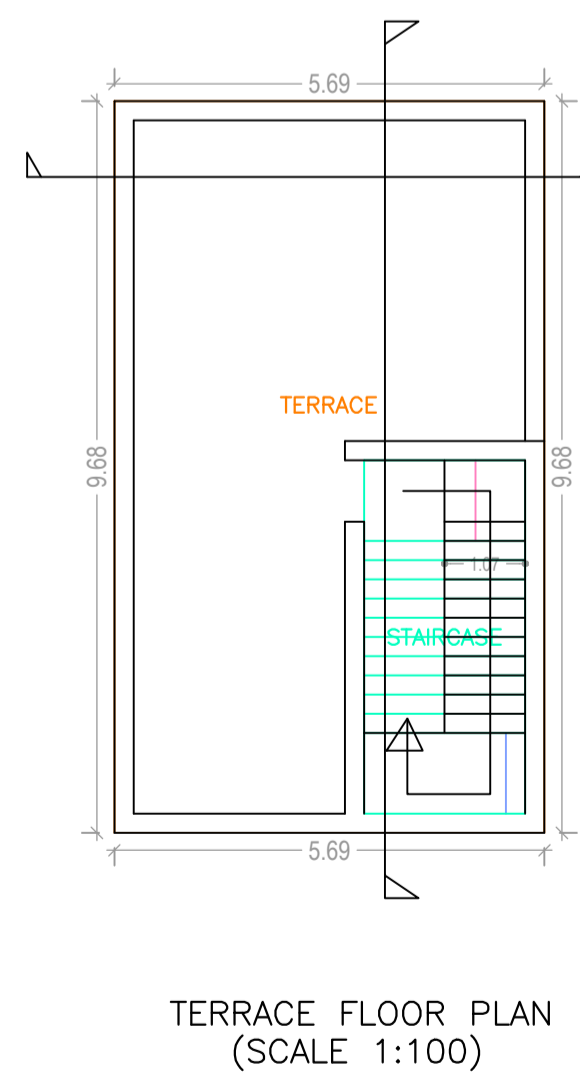 5.69
TERRACE
9.68
9.68
1.07
STAIRCASE
5.69
TERRACE FLOOR PLAN
(SCALE 1:100)